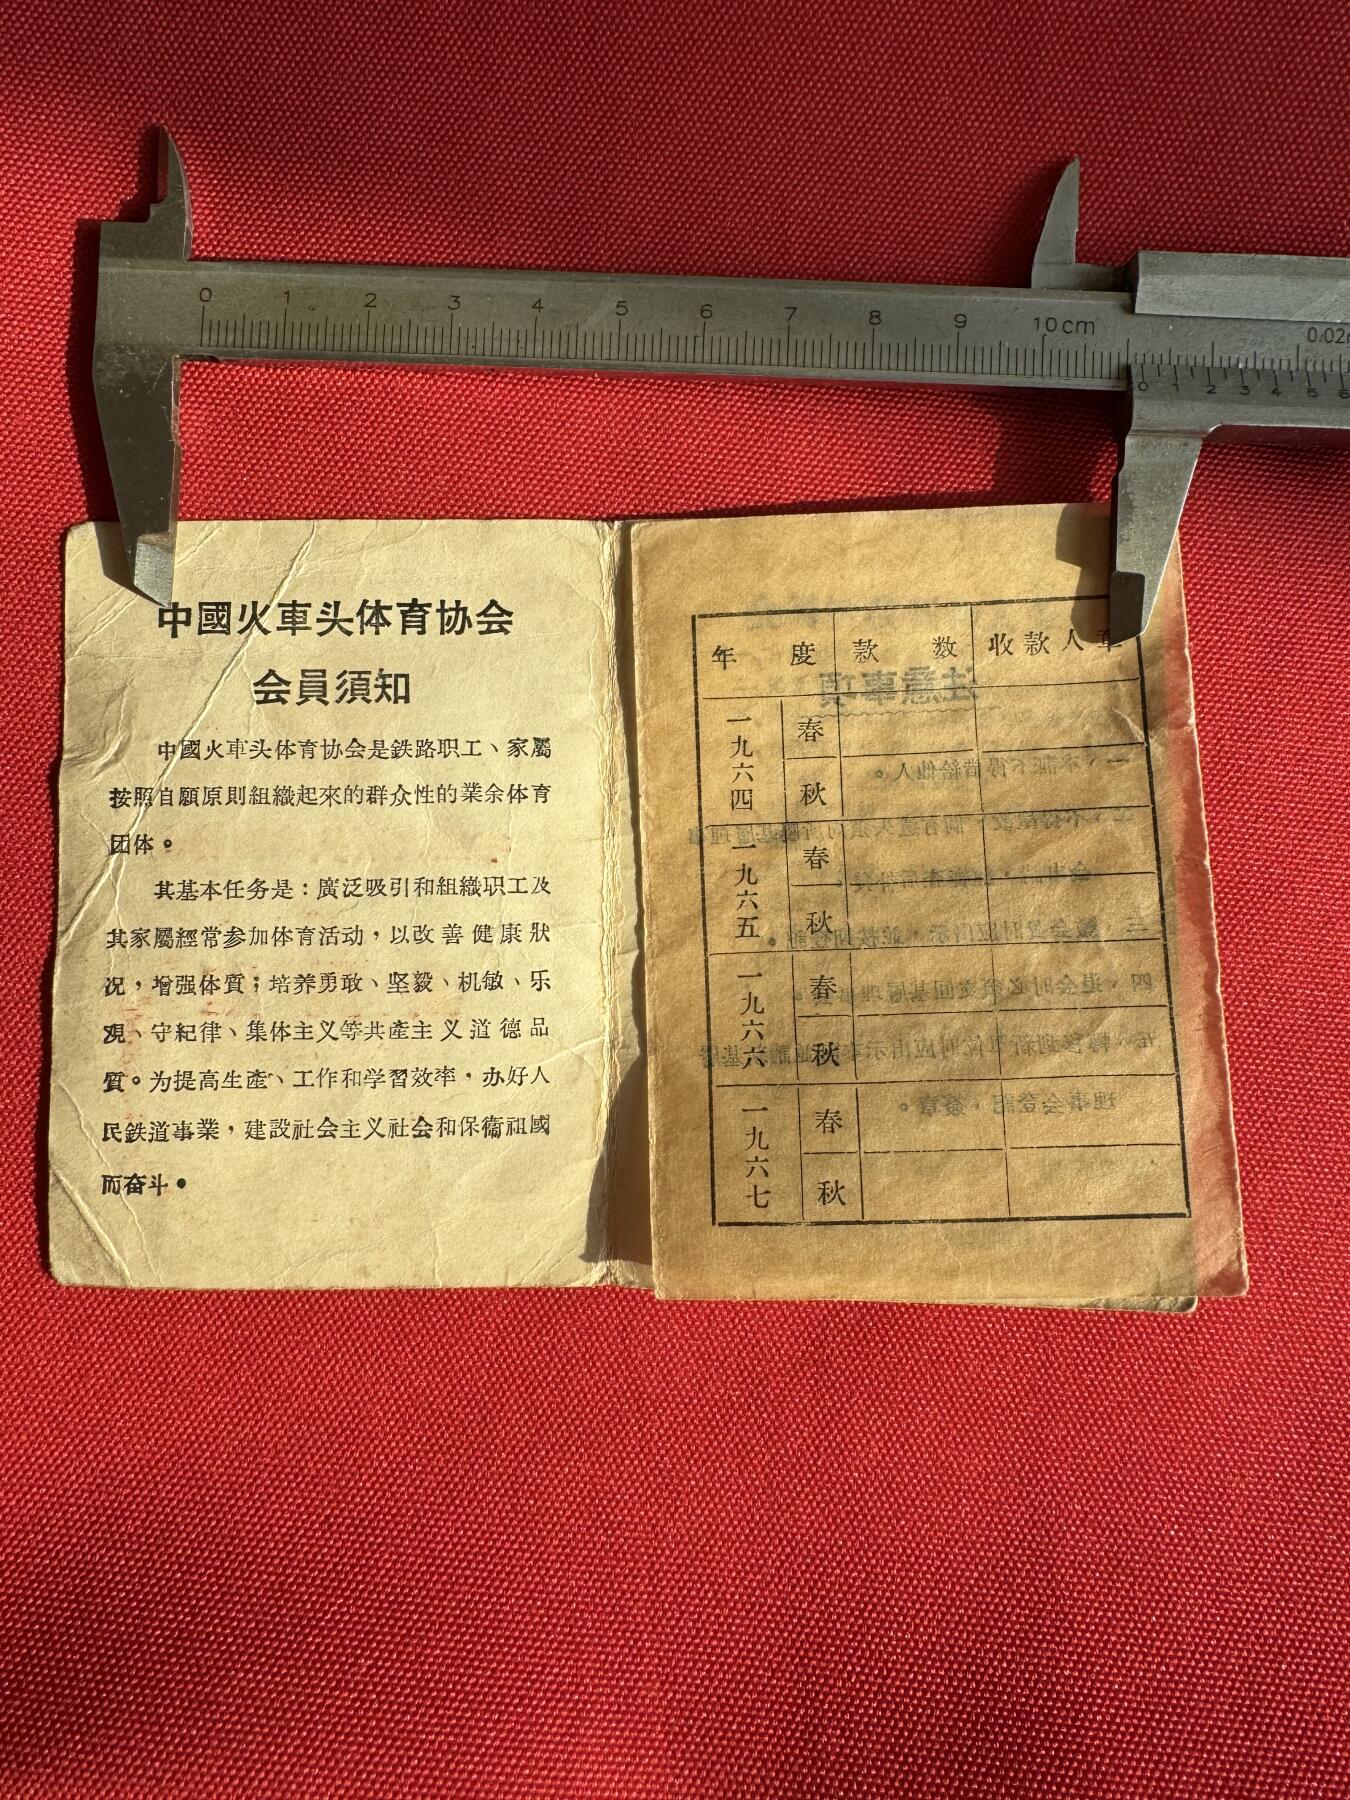 0 1 2 3 4 5 6 7 8 9 10cm
0.02
0 1 2 3 4 5 6
中國火車头体育协会
会員須知
中國火車头体育协会是鉄路职工、家屬
按照自願原則組織起來的群众性的業余体育
团体。
其基本任务是：廣泛吸引和組織职工及
其家屬經常参加体育活动，以改善健康狀
况，增强体質；培养勇敢、坚毅、机敏、乐
观、守紀律、集体主义等共產主义道德品
質。为提高生產、工作和学習效率，办好人
民鉄道事業，建設社会主义社会和保衞祖國
而奋斗。
年度 款数 收款人章
一九六四 春
秋
一九六五。 春
秋
一九六六 春
秋
一九六七 春
秋
注意事項